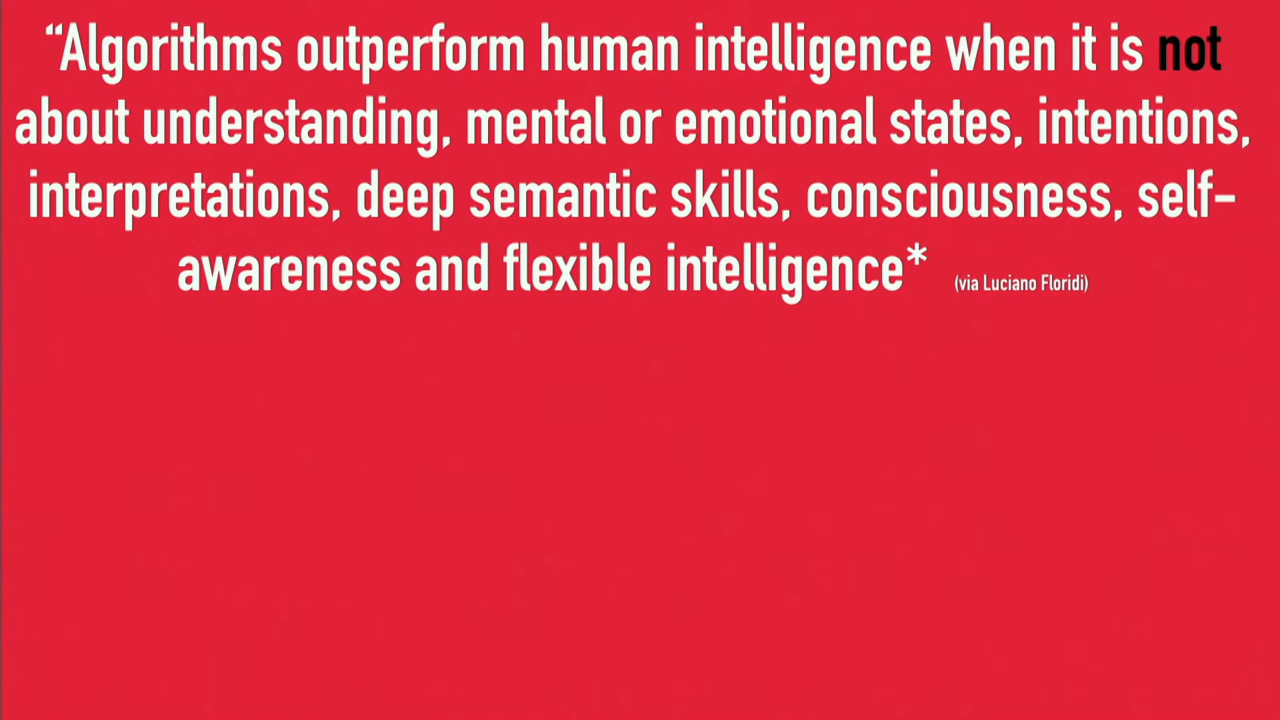 “Algorithms outperform human intelligence when it is not
about understanding, mental or emotional states, intentions,
interpretations, deep semantic skills, consciousness, self-
awareness and flexible intelligence* (via Luciano Floridi)